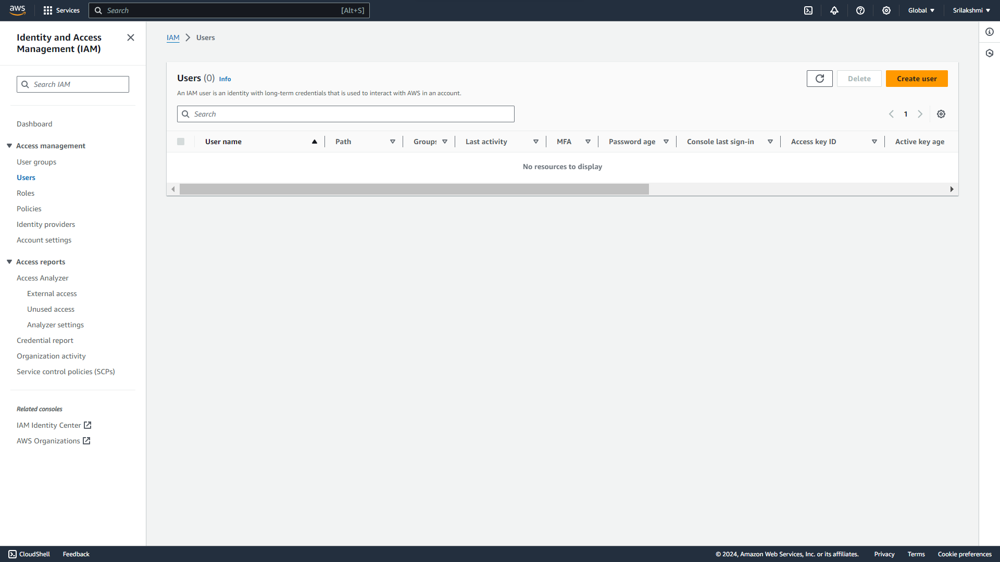 aws
Services
Search
[Alt+S]
Global
Srilakshmi
Identity and Access
Management (IAM)
Search IAM
Dashboard
Access management
User groups
Users
Roles
Policies
Identity providers
Account settings
Access reports
Access Analyzer
External access
Unused access
Analyzer settings
Credential report
Organization activity
Service control policies (SCPs)
Related consoles
IAM Identity Center
AWS Organizations
IAM > Users
Users (0) Info
An IAM user is an identity with long-term credentials that is used to interact with AWS in an account.
Delete
Create user
Search
1
User name
Path
Groups
Last activity
MFA
Password age
Console last sign-in
Access key ID
Active key age
No resources to display
CloudShell
Feedback
© 2024, Amazon Web Services, Inc. or its affiliates.
Privacy
Terms
Cookie preferences